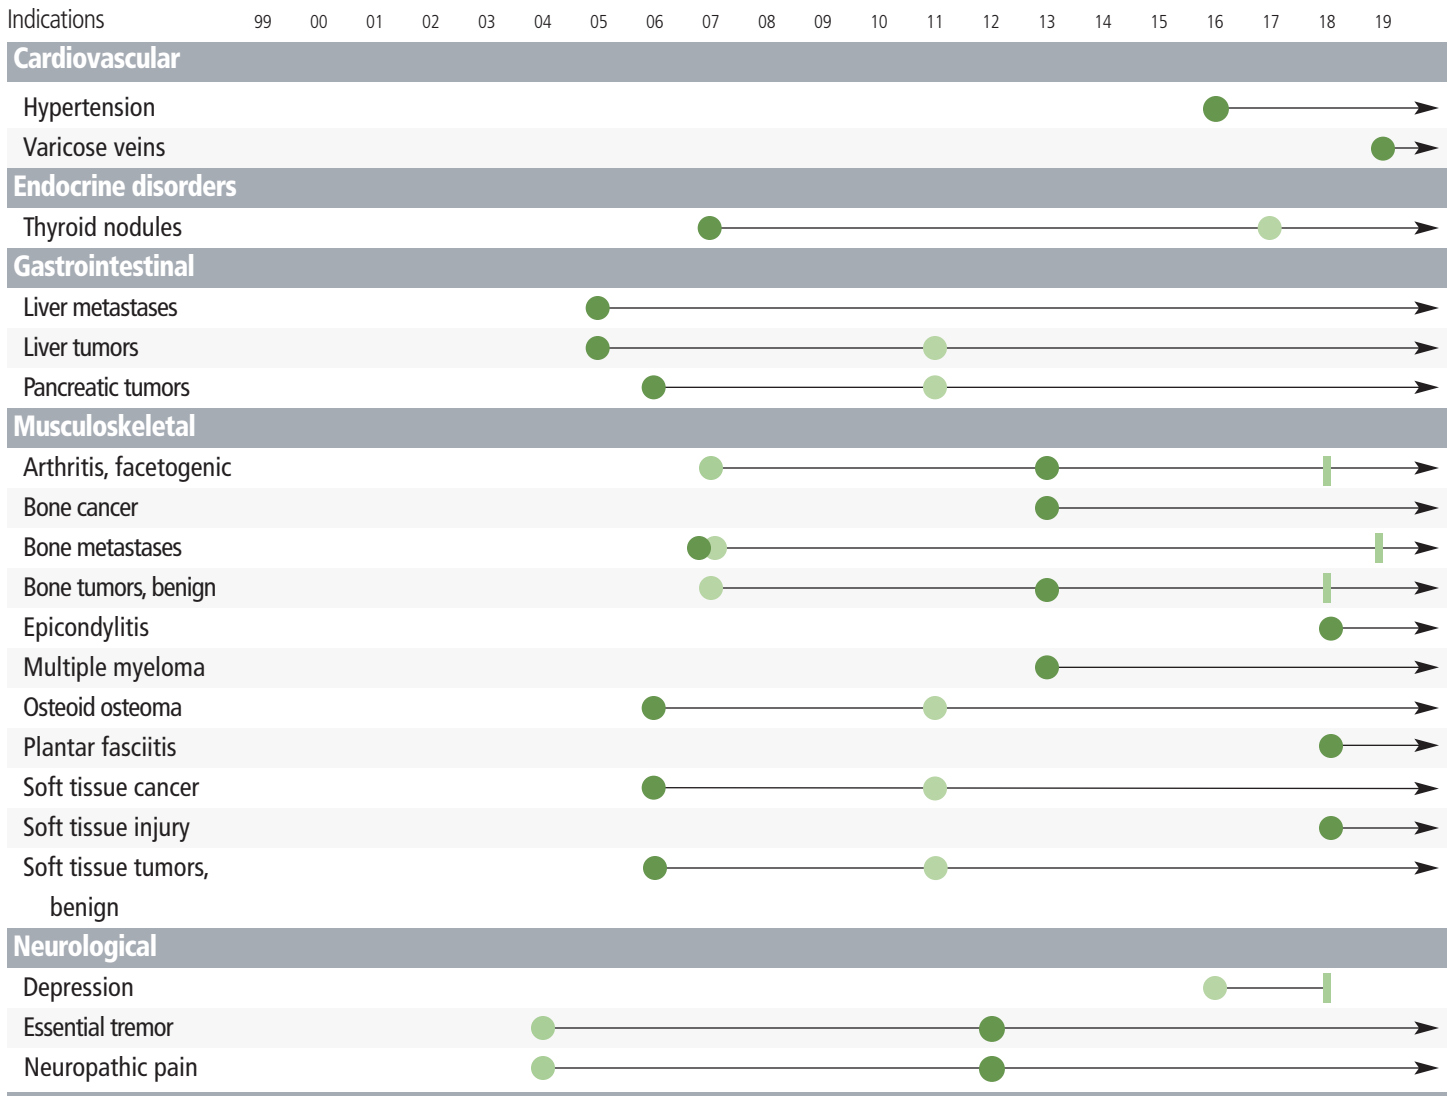 Indications 99 00 01 02 03 04 05 06 07 08 09 10 11 12 13 14 15 16 17 18 19
Cardiovascular
Hypertension
Varicose veins
Endocrine disorders
Thyroid nodules
Gastrointestinal
Liver metastases
Liver tumors
Pancreatic tumors
Musculoskeletal
Arthritis, facetogenic
Bone cancer
Bone metastases
Bone tumors, benign
Epicondylitis
Multiple myeloma
Osteoid osteoma
Plantar fasciitis
Soft tissue cancer
Soft tissue injury
Soft tissue tumors,
benign
Neurological
Depression
Essential tremor
Neuropathic pain